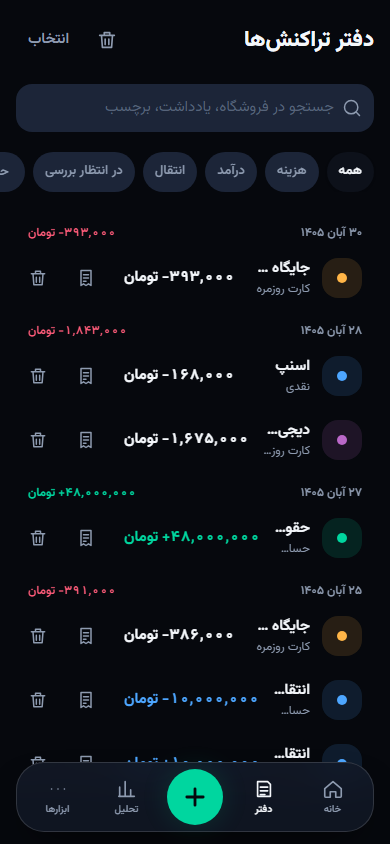 دفتر تراکنش‌ها
انتخاب
جستجو در فروشگاه، یادداشت، برچسب
همه هزینه درآمد انتقال در انتظار بررسی
۳۰ آبان ۱۴۰۵ -۳۹۳,۰۰۰ تومان
جایگاه ... -۳۹۳,۰۰۰ تومان
کارت روزمره
۲۸ آبان ۱۴۰۵ -۱,۸۴۳,۰۰۰ تومان
اسنپ -۱۶۸,۰۰۰ تومان
نقدی
دیجی... -۱,۶۷۵,۰۰۰ تومان
کارت روز...
۲۷ آبان ۱۴۰۵ +۴۸,۰۰۰,۰۰۰ تومان
حقو... +۴۸,۰۰۰,۰۰۰ تومان
حسا...
۲۵ آبان ۱۴۰۵ -۳۹۱,۰۰۰ تومان
جایگاه ... -۳۸۶,۰۰۰ تومان
کارت روزمره
انتقا... -۱۰,۰۰۰,۰۰۰ تومان
حسا...
انتقا...
خانه دفتر تحلیل ابزارها